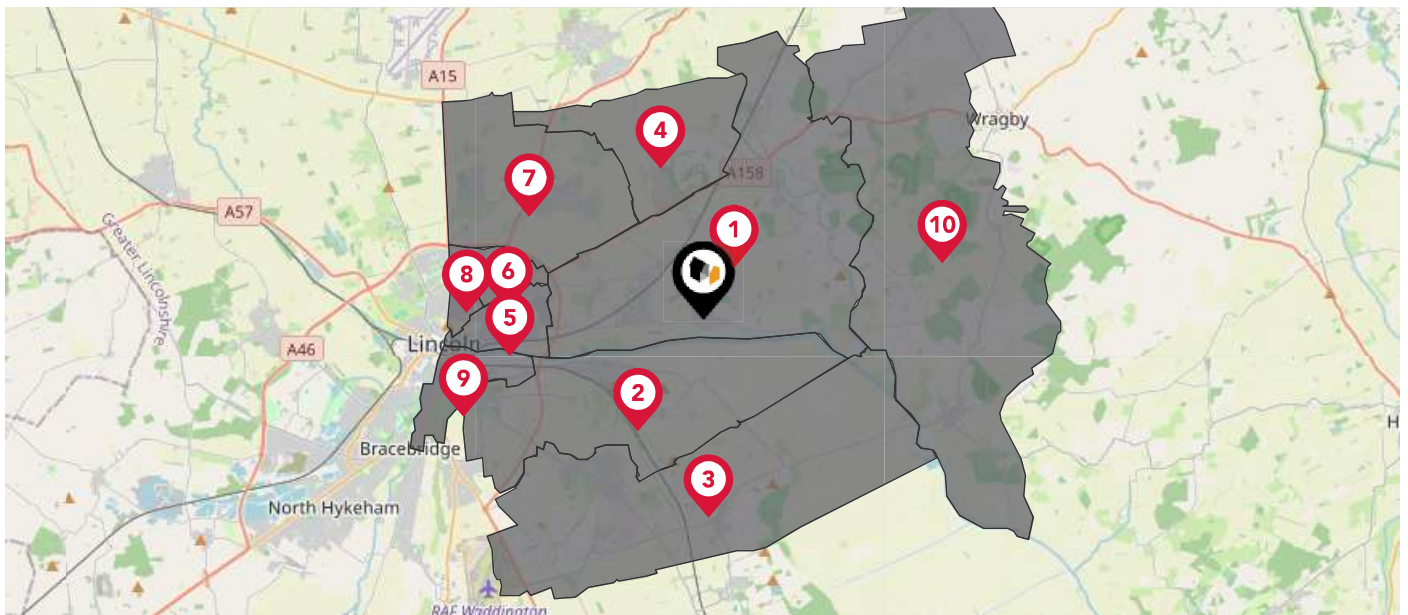 A15
Wragby
4
A158
7
A57
Greater Lincolnshire
1
10
6
8
5
Lincoln
A46
9
2
Bracebridge
3
North Hykeham
H
RAF Waddington